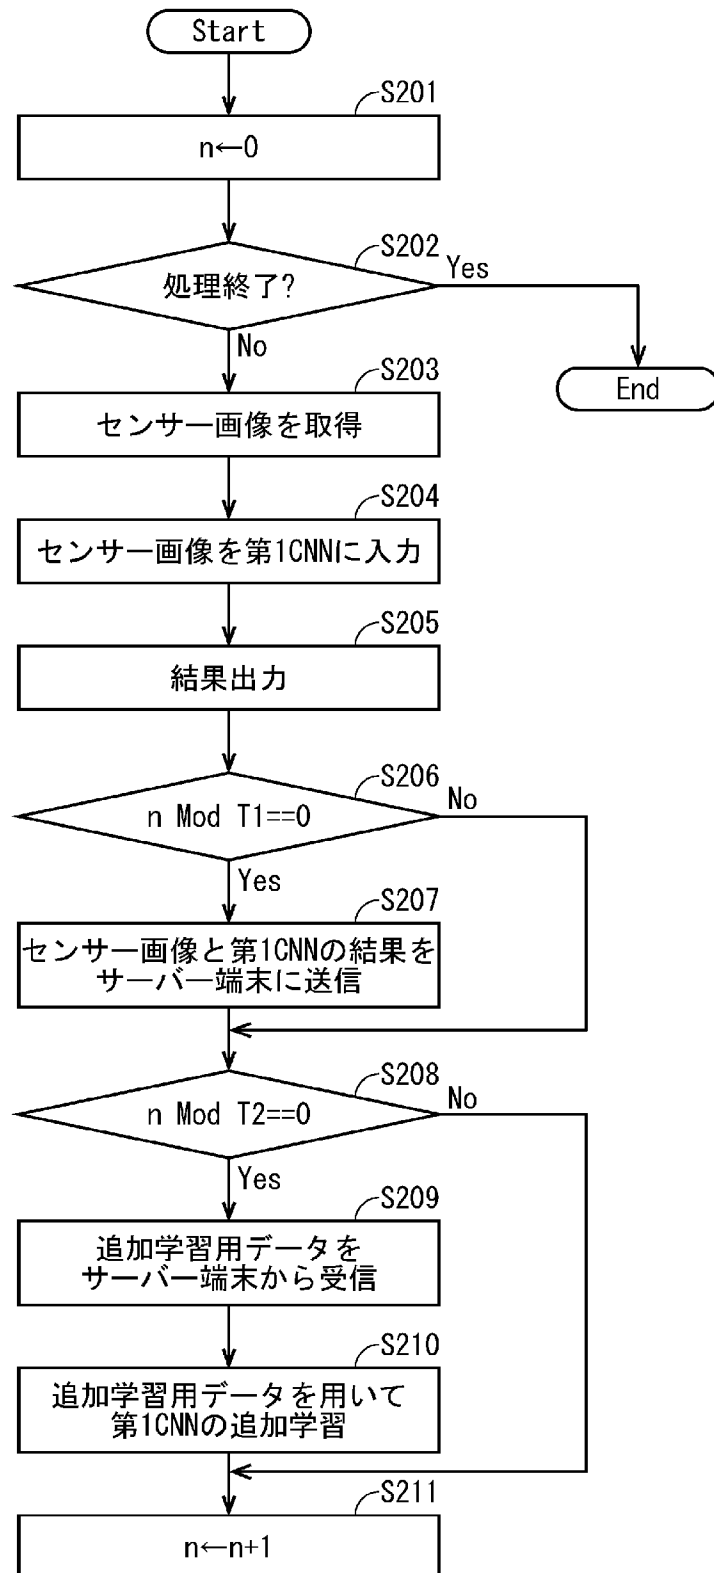 Start
S201
n←0
S202
処理終了?
Yes
No
End
S203
センサー画像を取得
S204
センサー画像を第1CNNに入力
S205
結果出力
S206
n Mod T1==0
No
Yes
S207
センサー画像と第1CNNの結果を
サーバー端末に送信
S208
n Mod T2==0
No
Yes
S209
追加学習用データを
サーバー端末から受信
S210
追加学習用データを用いて
第1CNNの追加学習
S211
n←n+1